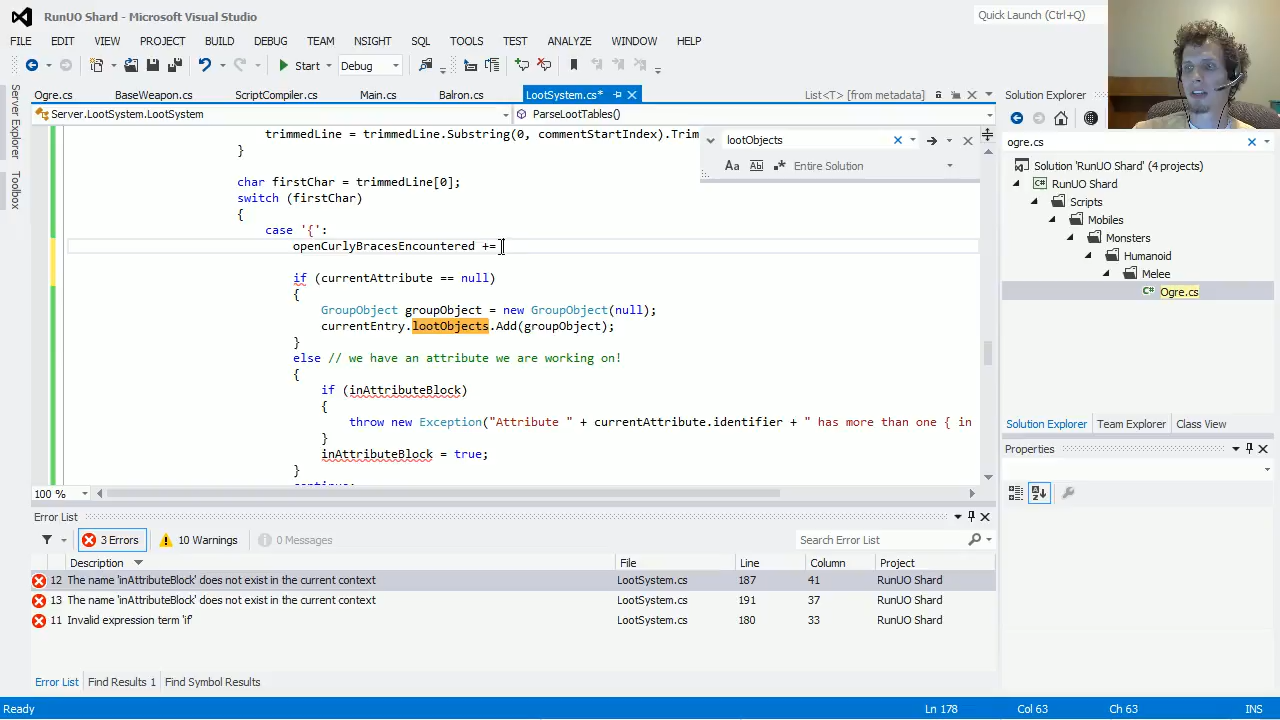 RunUO Shard - Microsoft Visual Studio
Quick Launch (Ctrl+Q)
FILE EDIT VIEW PROJECT BUILD DEBUG TEAM NSIGHT SQL TOOLS TEST ANALYZE WINDOW HELP
Start Debug
Ogre.cs BaseWeapon.cs ScriptCompiler.cs Main.cs Balron.cs LootSystem.cs* List<T> [from metadata]
Server.LootSystem.LootSystem ParseLootTables()
Server Explorer
Toolbox
trimmedLine = trimmedLine.Substring(0, commentStartIndex).Trim
}
char firstChar = trimmedLine[0];
switch (firstChar)
{
case '{':
openCurlyBracesEncountered +=
if (currentAttribute == null)
{
GroupObject groupObject = new GroupObject(null);
currentEntry.lootObjects.Add(groupObject);
}
else // we have an attribute we are working on!
{
if (inAttributeBlock)
{
throw new Exception("Attribute " + currentAttribute.identifier + " has more than one { in
}
inAttributeBlock = true;
}
continue;
lootObjects
Aa Ab Entire Solution
100 %
Solution Explorer
ogre.cs
Solution 'RunUO Shard' (4 projects)
RunUO Shard
Scripts
Mobiles
Monsters
Humanoid
Melee
Ogre.cs
Solution Explorer Team Explorer Class View
Properties
Error List
3 Errors 10 Warnings 0 Messages Search Error List
Description File Line Column Project
12 The name 'inAttributeBlock' does not exist in the current context LootSystem.cs 187 41 RunUO Shard
13 The name 'inAttributeBlock' does not exist in the current context LootSystem.cs 191 37 RunUO Shard
11 Invalid expression term 'if' LootSystem.cs 180 33 RunUO Shard
Error List Find Results 1 Find Symbol Results
Ready Ln 178 Col 63 Ch 63 INS